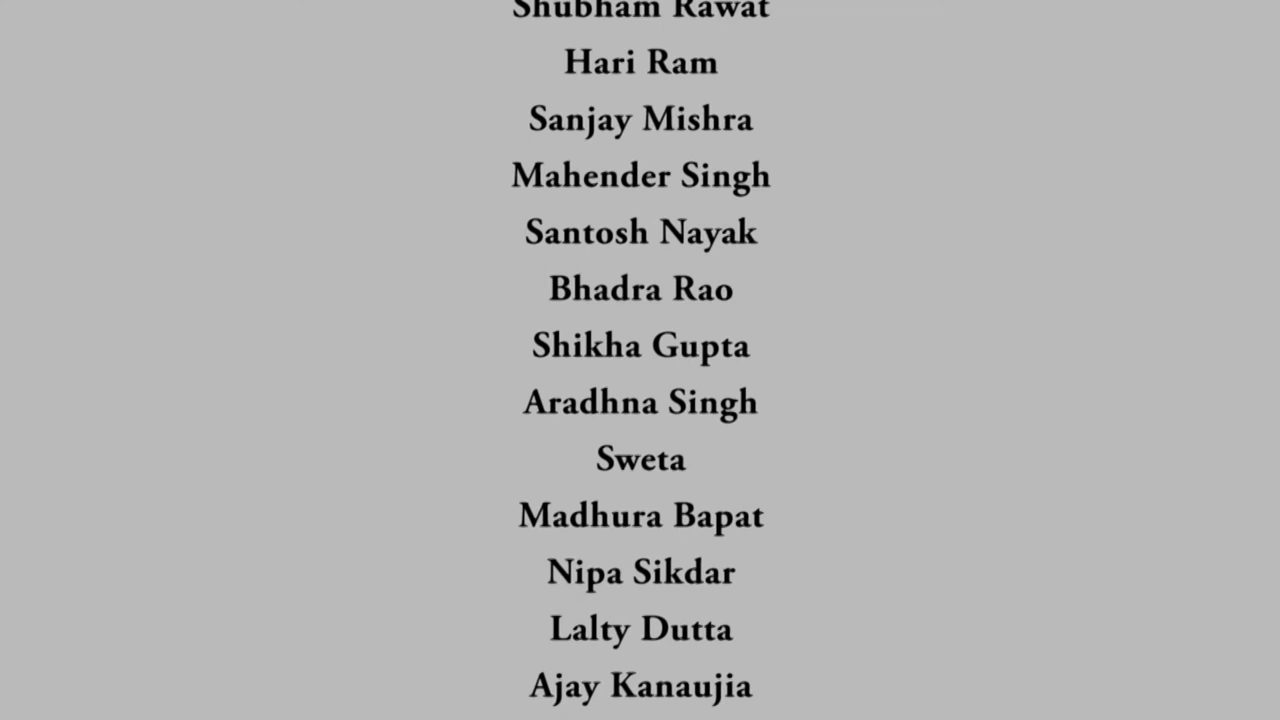 Shubham Rawat
Hari Ram
Sanjay Mishra
Mahender Singh
Santosh Nayak
Bhadra Rao
Shikha Gupta
Aradhna Singh
Sweta
Madhura Bapat
Nipa Sikdar
Lalty Dutta
Ajay Kanaujia